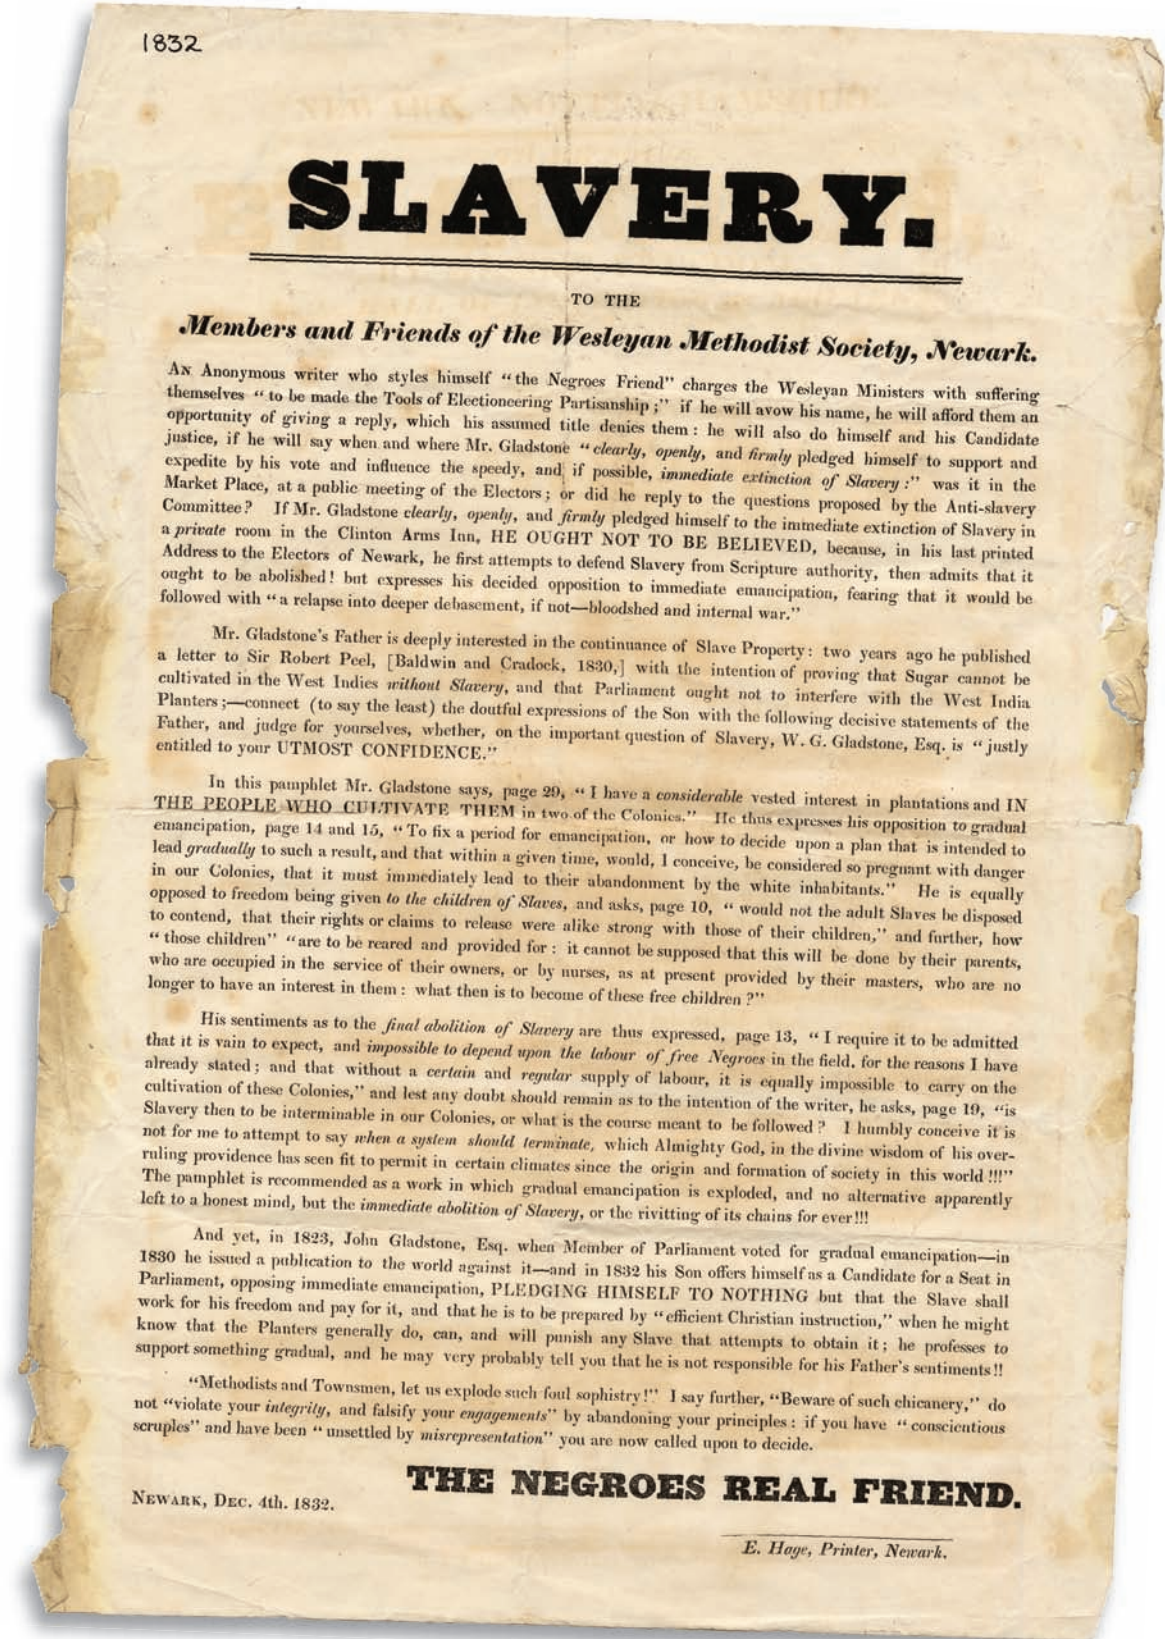 1832
SLAVERY.
TO THE
Members and Friends of the Wesleyan Methodist Society, Newark.
AN Anonymous writer who styles himself "the Negroes Friend" charges the Wesleyan Ministers with suffering
themselves "to be made the Tools of Electioneering Partisanship;" if he will avow his name, he will afford them an
opportunity of giving a reply, which his assumed title denies them: he will also do himself and his Candidate
justice, if he will say when and where Mr. Gladstone "clearly, openly, and firmly pledged himself to support and
expedite by his vote and influence the speedy, and if possible, immediate extinction of Slavery:" was it in the
Market Place, at a public meeting of the Electors; or did he reply to the questions proposed by the Anti-slavery
Committee? If Mr. Gladstone clearly, openly, and firmly pledged himself to the immediate extinction of Slavery in
a private room in the Clinton Arms Inn, HE OUGHT NOT TO BE BELIEVED, because, in his last printed
Address to the Electors of Newark, he first attempts to defend Slavery from Scripture authority, then admits that it
ought to be abolished! but expresses his decided opposition to immediate emancipation, fearing that it would be
followed with "a relapse into deeper debasement, if not—bloodshed and internal war."
Mr. Gladstone's Father is deeply interested in the continuance of Slave Property: two years ago he published
a letter to Sir Robert Peel, [Baldwin and Cradock, 1830,] with the intention of proving that Sugar cannot be
cultivated in the West Indies without Slavery, and that Parliament ought not to interfere with the West India
Planters;—connect (to say the least) the doutful expressions of the Son with the following decisive statements of the
Father, and judge for yourselves, whether, on the important question of Slavery, W. G. Gladstone, Esq. is "justly
entitled to your UTMOST CONFIDENCE."
In this pamphlet Mr. Gladstone says, page 29, "I have a considerable vested interest in plantations and IN
THE PEOPLE WHO CULTIVATE THEM in two of the Colonies." He thus expresses his opposition to gradual
emancipation, page 14 and 15, "To fix a period for emancipation, or how to decide upon a plan that is intended to
lead gradually to such a result, and that within a given time, would, I conceive, be considered so pregnant with danger
in our Colonies, that it must immediately lead to their abandonment by the white inhabitants." He is equally
opposed to freedom being given to the children of Slaves, and asks, page 10, "would not the adult Slaves be disposed
to contend, that their rights or claims to release were alike strong with those of their children," and further, how
"those children" "are to be reared and provided for: it cannot be supposed that this will be done by their parents,
who are occupied in the service of their owners, or by nurses, as at present provided by their masters, who are no
longer to have an interest in them: what then is to become of these free children?"
His sentiments as to the final abolition of Slavery are thus expressed, page 13, "I require it to be admitted
that it is vain to expect, and impossible to depend upon the labour of free Negroes in the field, for the reasons I have
already stated; and that without a certain and regular supply of labour, it is equally impossible to carry on the
cultivation of these Colonies," and lest any doubt should remain as to the intention of the writer, he asks, page 19, "is
Slavery then to be interminable in our Colonies, or what is the course meant to be followed? I humbly conceive it is
not for me to attempt to say when a system should terminate, which Almighty God, in the divine wisdom of his over-
ruling providence has seen fit to permit in certain climates since the origin and formation of society in this world!!!"
The pamphlet is recommended as a work in which gradual emancipation is exploded, and no alternative apparently
left to a honest mind, but the immediate abolition of Slavery, or the rivitting of its chains for ever!!!
And yet, in 1823, John Gladstone, Esq. when Member of Parliament voted for gradual emancipation—in
1830 he issued a publication to the world against it—and in 1832 his Son offers himself as a Candidate for a Seat in
Parliament, opposing immediate emancipation, PLEDGING HIMSELF TO NOTHING but that the Slave shall
work for his freedom and pay for it, and that he is to be prepared by "efficient Christian instruction," when he might
know that the Planters generally do, can, and will punish any Slave that attempts to obtain it; he professes to
support something gradual, and he may very probably tell you that he is not responsible for his Father's sentiments!!
"Methodists and Townsmen, let us explode such foul sophistry!" I say further, "Beware of such chicanery," do
not "violate your integrity, and falsify your engagements" by abandoning your principles: if you have "conscientious
scruples" and have been "unsettled by misrepresentation" you are now called upon to decide.
THE NEGROES REAL FRIEND.
NEWARK, DEC. 4th. 1832.
E. Hage, Printer, Newark.